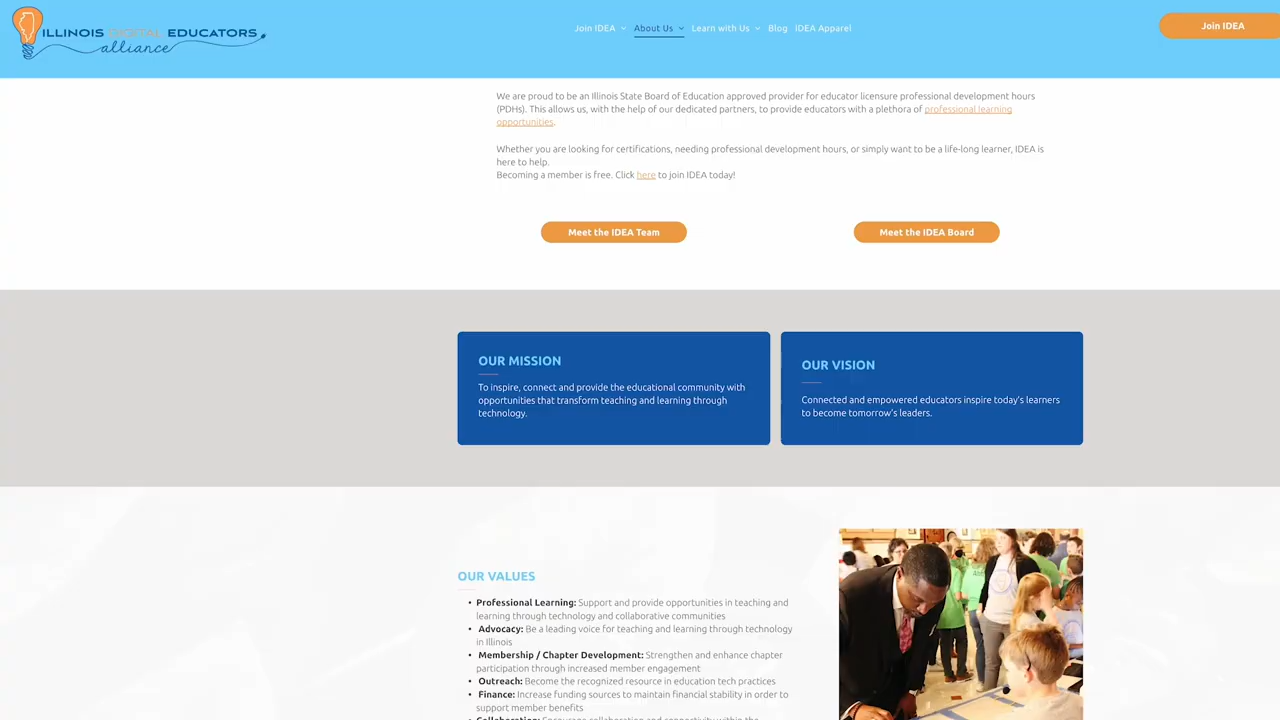 ILLINOIS DIGITAL EDUCATORS
alliance
Join IDEA
About Us
Learn with Us
Blog
IDEA Apparel
Join IDEA
We are proud to be an Illinois State Board of Education approved provider for educator licensure professional development hours
(PDHs). This allows us, with the help of our dedicated partners, to provide educators with a plethora of professional learning
opportunities.
Whether you are looking for certifications, needing professional development hours, or simply want to be a life-long learner, IDEA is
here to help.
Becoming a member is free. Click here to join IDEA today!
Meet the IDEA Team
Meet the IDEA Board
OUR MISSION
To inspire, connect and provide the educational community with
opportunities that transform teaching and learning through
technology.
OUR VISION
Connected and empowered educators inspire today's learners
to become tomorrow's leaders.
OUR VALUES
• Professional Learning: Support and provide opportunities in teaching and
learning through technology and collaborative communities
• Advocacy: Be a leading voice for teaching and learning through technology
in Illinois
• Membership / Chapter Development: Strengthen and enhance chapter
participation through increased member engagement
• Outreach: Become the recognized resource in education tech practices
• Finance: Increase funding sources to maintain financial stability in order to
support member benefits
• Collaboration: Encourage collaboration and connectivity within the